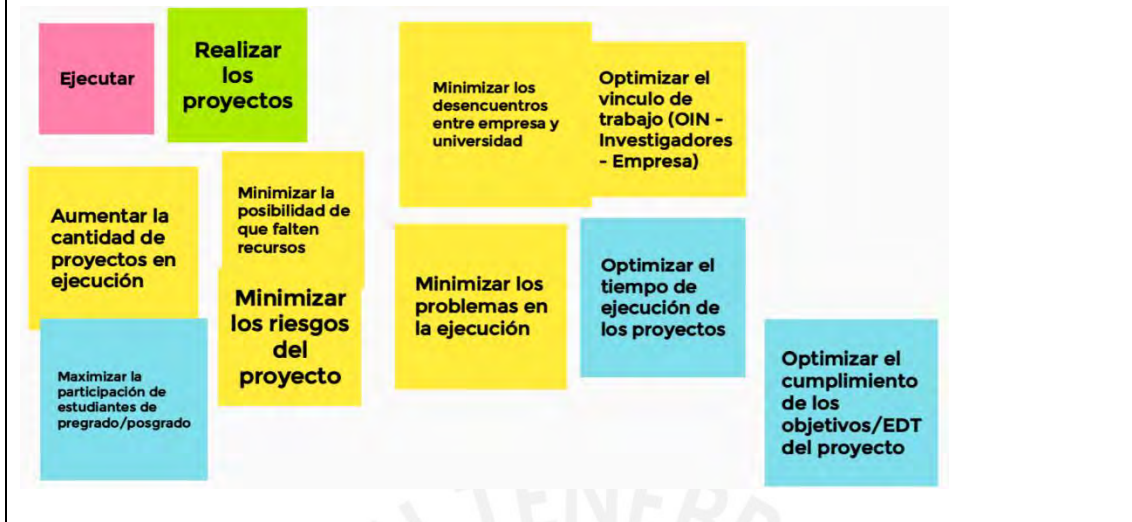 Ejecutar
Realizar
los
proyectos
Minimizar los
desencuentros
entre empresa y
universidad
Optimizar el
vinculo de
trabajo (OIN -
Investigadores
- Empresa)
Aumentar la
cantidad de
proyectos en
ejecución
Minimizar la
posibilidad de
que falten
recursos
Minimizar
los riesgos
del
proyecto
Minimizar los
problemas en
la ejecución
Optimizar el
tiempo de
ejecución de
los proyectos
Maximizar la
participación de
estudiantes de
pregrado/posgrado
Optimizar el
cumplimiento
de los
objetivos/EDT
del proyecto